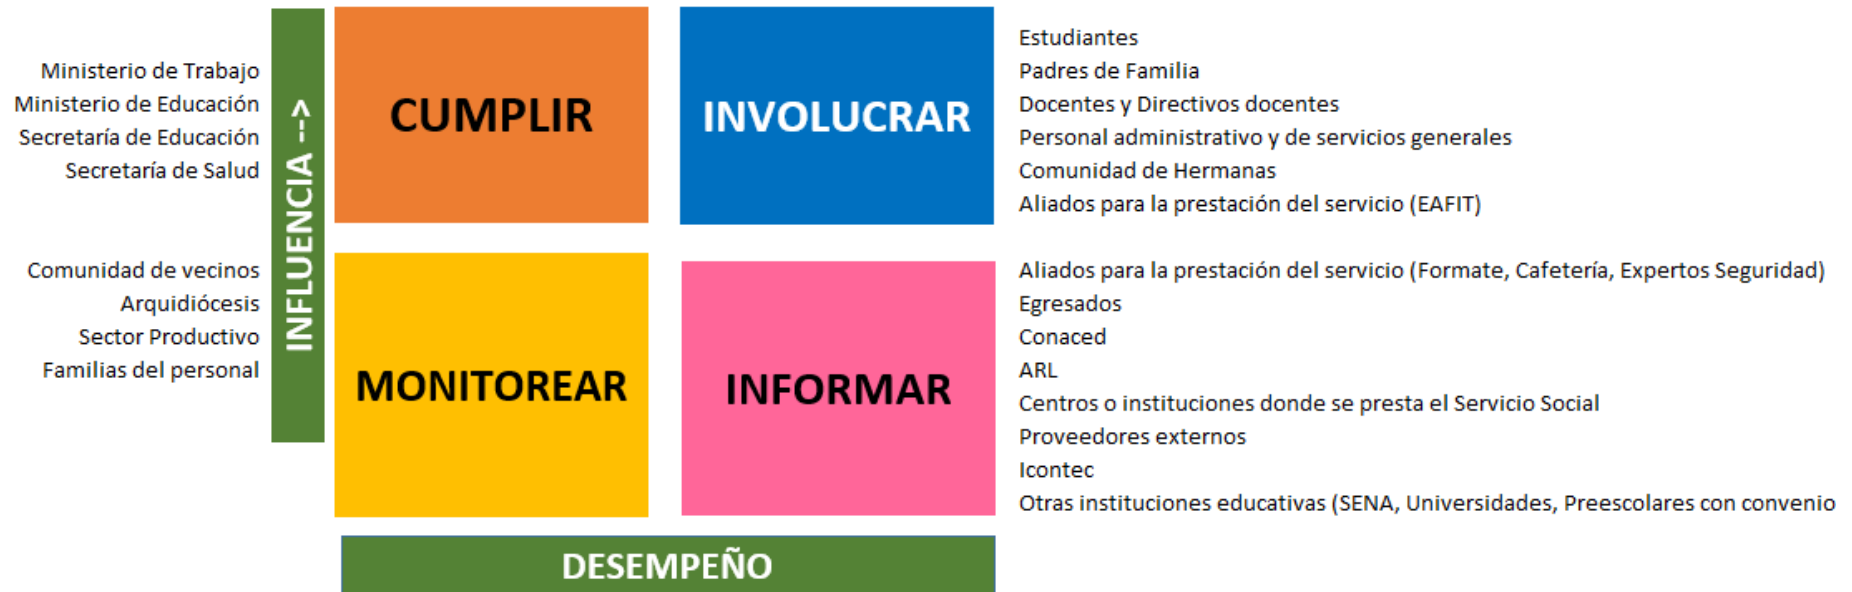 Ministerio de Trabajo
Ministerio de Educación
Secretaría de Educación
Secretaría de Salud
Comunidad de vecinos
Arquidiócesis
Sector Productivo
Familias del personal
INFLUENCIA -->
CUMPLIR
INVOLUCRAR
MONITOREAR
INFORMAR
Estudiantes
Padres de Familia
Docentes y Directivos docentes
Personal administrativo y de servicios generales
Comunidad de Hermanas
Aliados para la prestación del servicio (EAFIT)
Aliados para la prestación del servicio (Formate, Cafetería, Expertos Seguridad)
Egresados
Conaced
ARL
Centros o instituciones donde se presta el Servicio Social
Proveedores externos
Icontec
Otras instituciones educativas (SENA, Universidades, Preescolares con convenio
DESEMPEÑO